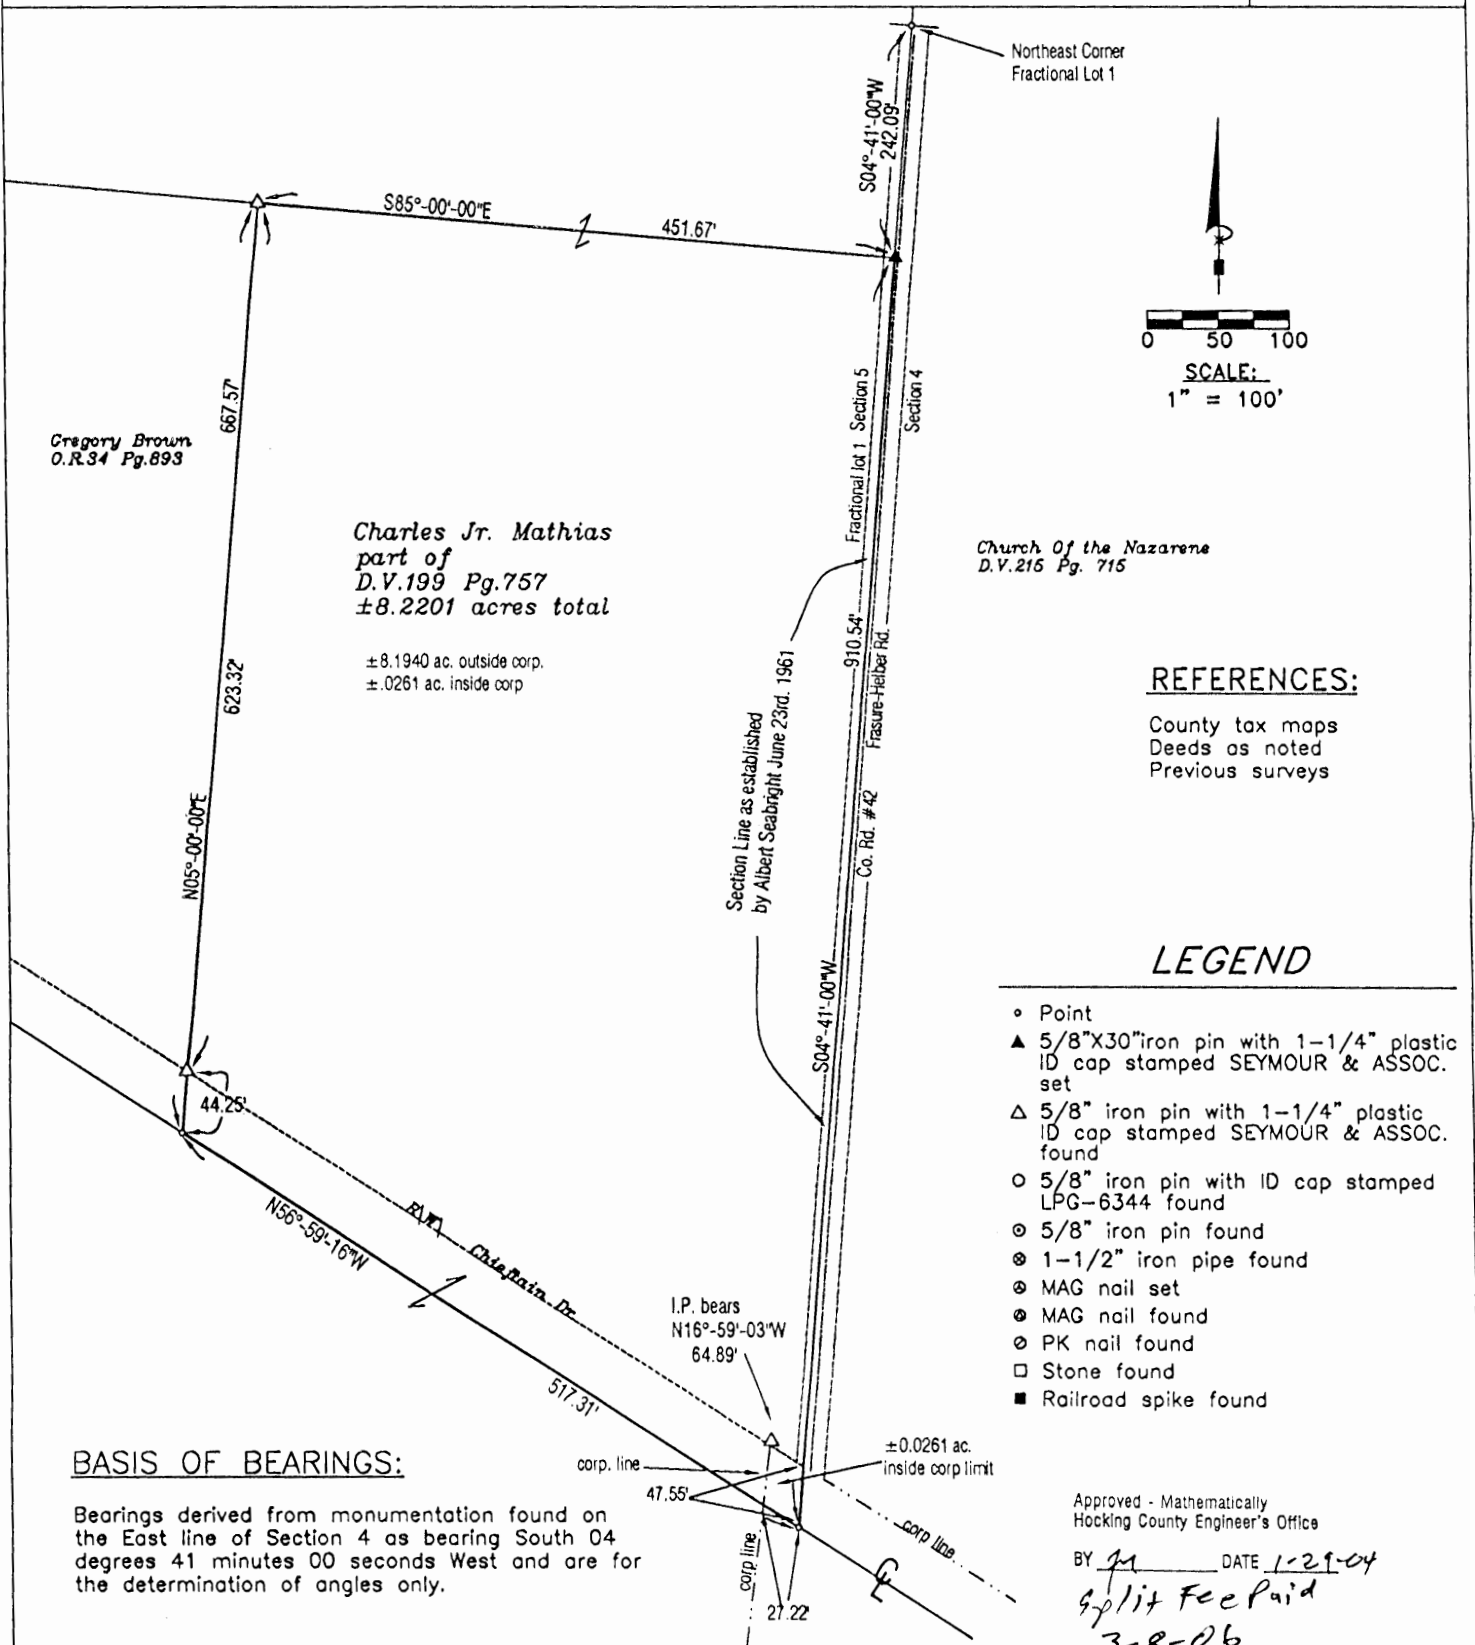 Northeast Corner
Fractional Lot 1
S04°-41'-00"W
242.09'
S85°-00'-00"E
451.67'
0 50 100
SCALE:
1" = 100'
667.57'
Fractional lot 1 Section 5
Section 4
Gregory Brown
O.R.34 Pg.893
Charles Jr. Mathias
part of
D.V.199 Pg.757
±8.2201 acres total
±8.1940 ac. outside corp.
±.0261 ac. inside corp
Church Of the Nazarene
D.V.215 Pg. 715
623.32'
910.54'
Frasure-Helber Rd.
Section Line as established
by Albert Seabright June 23rd. 1961
REFERENCES:
County tax maps
Deeds as noted
Previous surveys
N05°-00'-00"E
Co. Rd. #42
S04°-41'-00"W
LEGEND
Point
5/8"X30"iron pin with 1-1/4" plastic
ID cap stamped SEYMOUR & ASSOC.
set
5/8" iron pin with 1-1/4" plastic
ID cap stamped SEYMOUR & ASSOC.
found
5/8" iron pin with ID cap stamped
LPG-6344 found
5/8" iron pin found
1-1/2" iron pipe found
MAG nail set
MAG nail found
PK nail found
Stone found
Railroad spike found
44.25'
N56°-59'-16"W
R/W
Chieftain Dr.
517.31'
I.P. bears
N16°-59'-03"W
64.89'
corp. line
47.55'
±0.0261 ac.
inside corp limit
corp line
corp line
CL
27.22'
BASIS OF BEARINGS:
Bearings derived from monumentation found on
the East line of Section 4 as bearing South 04
degrees 41 minutes 00 seconds West and are for
the determination of angles only.
Approved - Mathematically
Hocking County Engineer's Office
BY DATE 1-29-04
Split Fee Paid
3-8-06